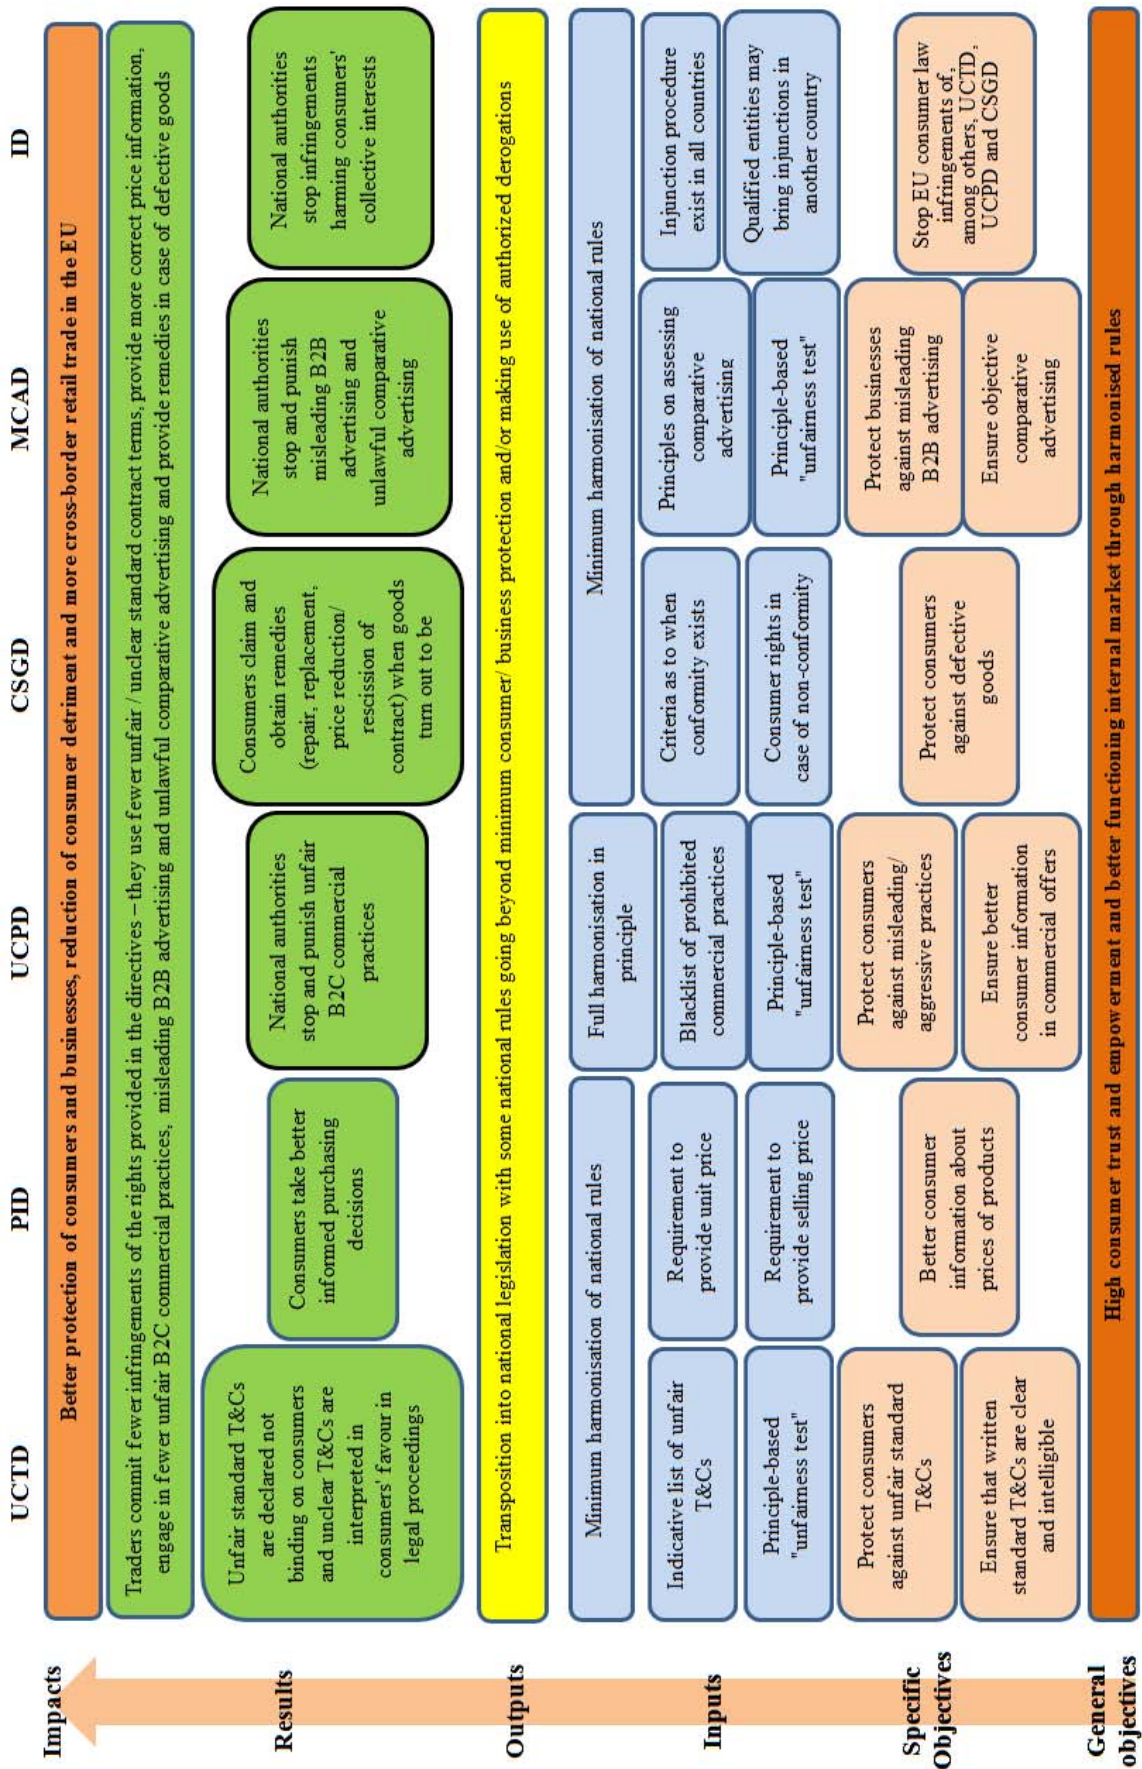 UCTD
PID
UCPD
CSGD
MCAD
ID
Impacts
Better protection of consumers and businesses, reduction of consumer detriment and more cross-border retail trade in the EU
Traders commit fewer infringements of the rights provided in the directives – they use fewer unfair / unclear standard contract terms, provide more correct price information,
engage in fewer unfair B2C commercial practices, misleading B2B advertising and unlawful comparative advertising and provide remedies in case of defective goods
Results
Unfair standard T&Cs
are declared not
binding on consumers
and unclear T&Cs are
interpreted in
consumers' favour in
legal proceedings
Consumers take better
informed purchasing
decisions
National authorities
stop and punish unfair
B2C commercial
practices
Consumers claim and
obtain remedies
(repair, replacement,
price reduction/
rescission of
contract) when goods
turn out to be
National authorities
stop and punish
misleading B2B
advertising and
unlawful comparative
advertising
National authorities
stop infringements
harming consumers'
collective interests
Outputs
Transposition into national legislation with some national rules going beyond minimum consumer/ business protection and/or making use of authorized derogations
Inputs
Minimum harmonisation of national rules
Full harmonisation in
principle
Minimum harmonisation of national rules
Indicative list of unfair
T&Cs
Requirement to
provide unit price
Blacklist of prohibited
commercial practices
Criteria as to when
conformity exists
Principles on assessing
comparative
advertising
Injunction procedure
exist in all countries
Principle-based
"unfairness test"
Requirement to
provide selling price
Principle-based
"unfairness test"
Consumer rights in
case of non-conformity
Principle-based
"unfairness test"
Qualified entities may
bring injunctions in
another country
Specific
Objectives
Protect consumers
against unfair standard
T&Cs
Ensure that written
standard T&Cs are clear
and intelligible
Better consumer
information about
prices of products
Protect consumers
against misleading/
aggressive practices
Ensure better
consumer information
in commercial offers
Protect consumers
against defective
goods
Protect businesses
against misleading
B2B advertising
Ensure objective
comparative
advertising
Stop EU consumer law
infringements of,
among others, UCTD,
UCPD and CSGD
General
objectives
High consumer trust and empowerment and better functioning internal market through harmonised rules